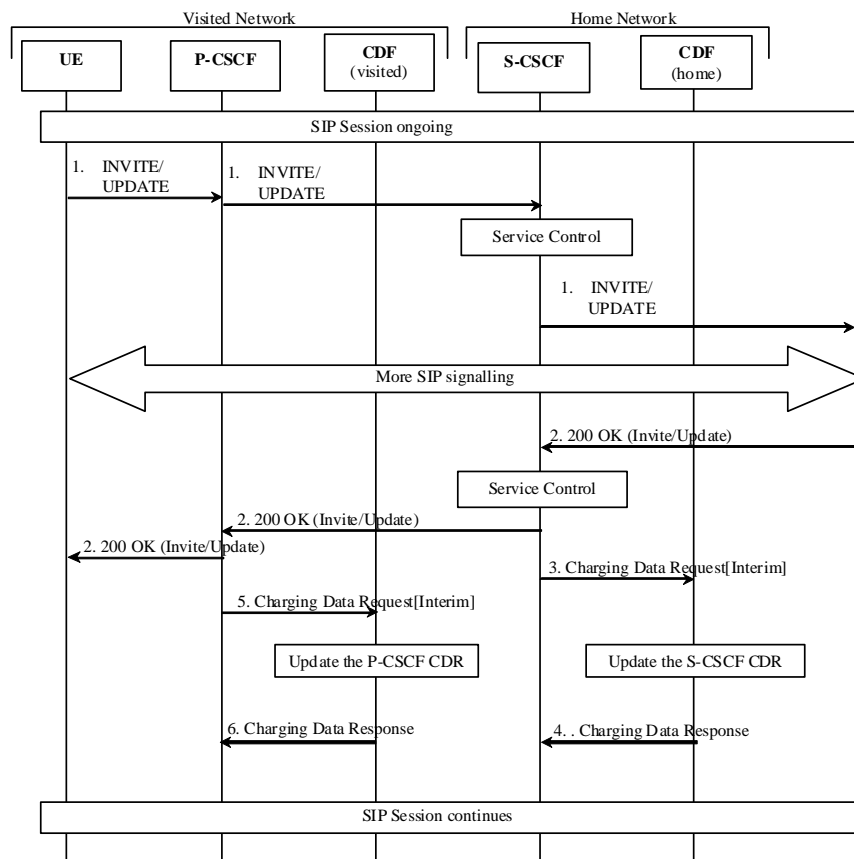 Visited Network
Home Network
UE
P-CSCF
CDF
(visited)
S-CSCF
CDF
(home)
SIP Session ongoing
1. INVITE/
UPDATE
1. INVITE/
UPDATE
Service Control
1. INVITE/
UPDATE
More SIP signalling
2. 200 OK (Invite/Update)
Service Control
2. 200 OK (Invite/Update)
2. 200 OK (Invite/Update)
3. Charging Data Request[Interim]
5. Charging Data Request[Interim]
Update the P-CSCF CDR
Update the S-CSCF CDR
6. Charging Data Response
4. . Charging Data Response
SIP Session continues